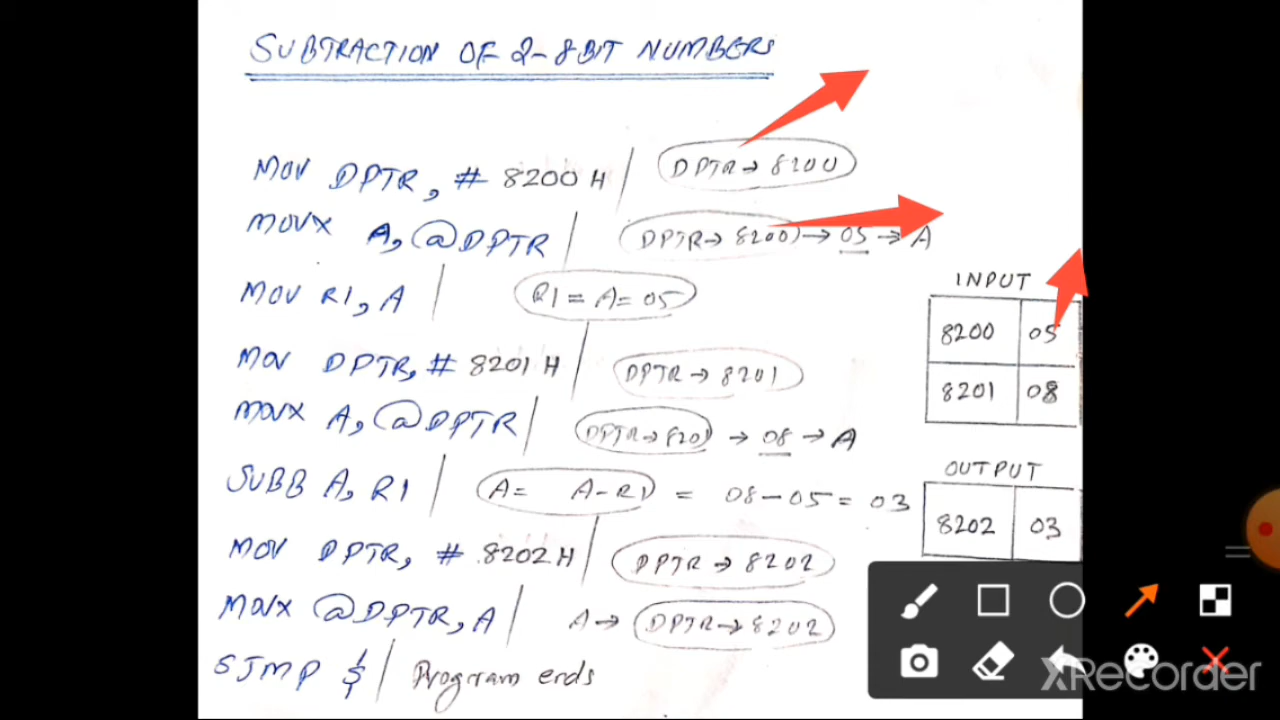 SUBTRACTION OF 2-8BIT NUMBERS
MOV DPTR, # 8200 H | DPTR → 8200
MOVX A, @DPTR | DPTR → 8200 → 05 → A
MOV R1, A | R1 = A = 05
MOV DPTR, # 8201 H | DPTR → 8201
MOVX A, @DPTR | DPTR → 8201 → 08 → A
SUBB A, R1 | A = A-R1 = 08-05 = 03
MOV DPTR, # 8202 H | DPTR → 8202
MOVX @DPTR, A | A → DPTR → 8202
SJMP $ | Program ends
INPUT
8200 05
8201 08
OUTPUT
8202 03
XRecorder